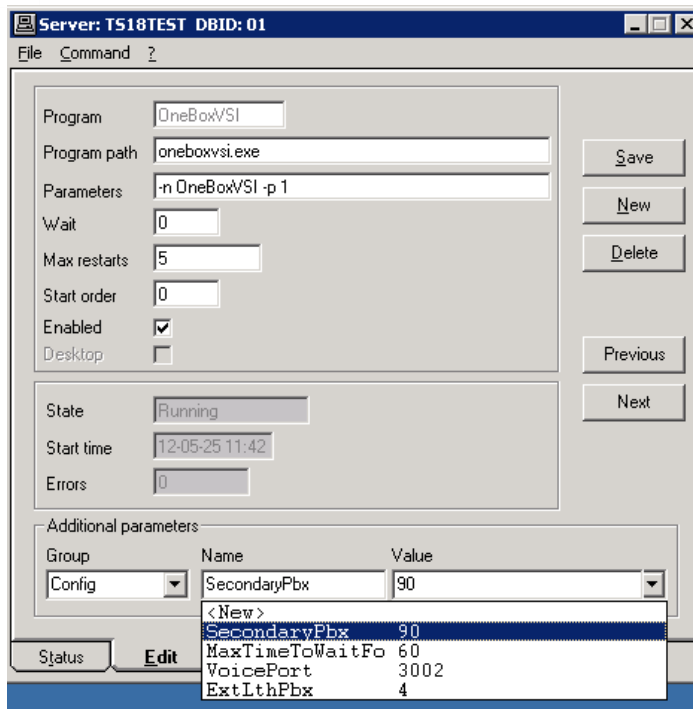 Server: TS18TEST DBID: 01
File Command ?
Program OneBoxVSI
Program path oneboxvsi.exe
Parameters -n OneBoxVSI -p 1
Wait 0
Max restarts 5
Start order 0
Enabled
Desktop
Save
New
Delete
Previous
Next
State Running
Start time 12-05-25 11:42
Errors 0
Additional parameters
Group Name Value
Config SecondaryPbx 90
<New>
SecondaryPbx 90
MaxTimeToWaitFo 60
VoicePort 3002
ExtLthPbx 4
Status Edit